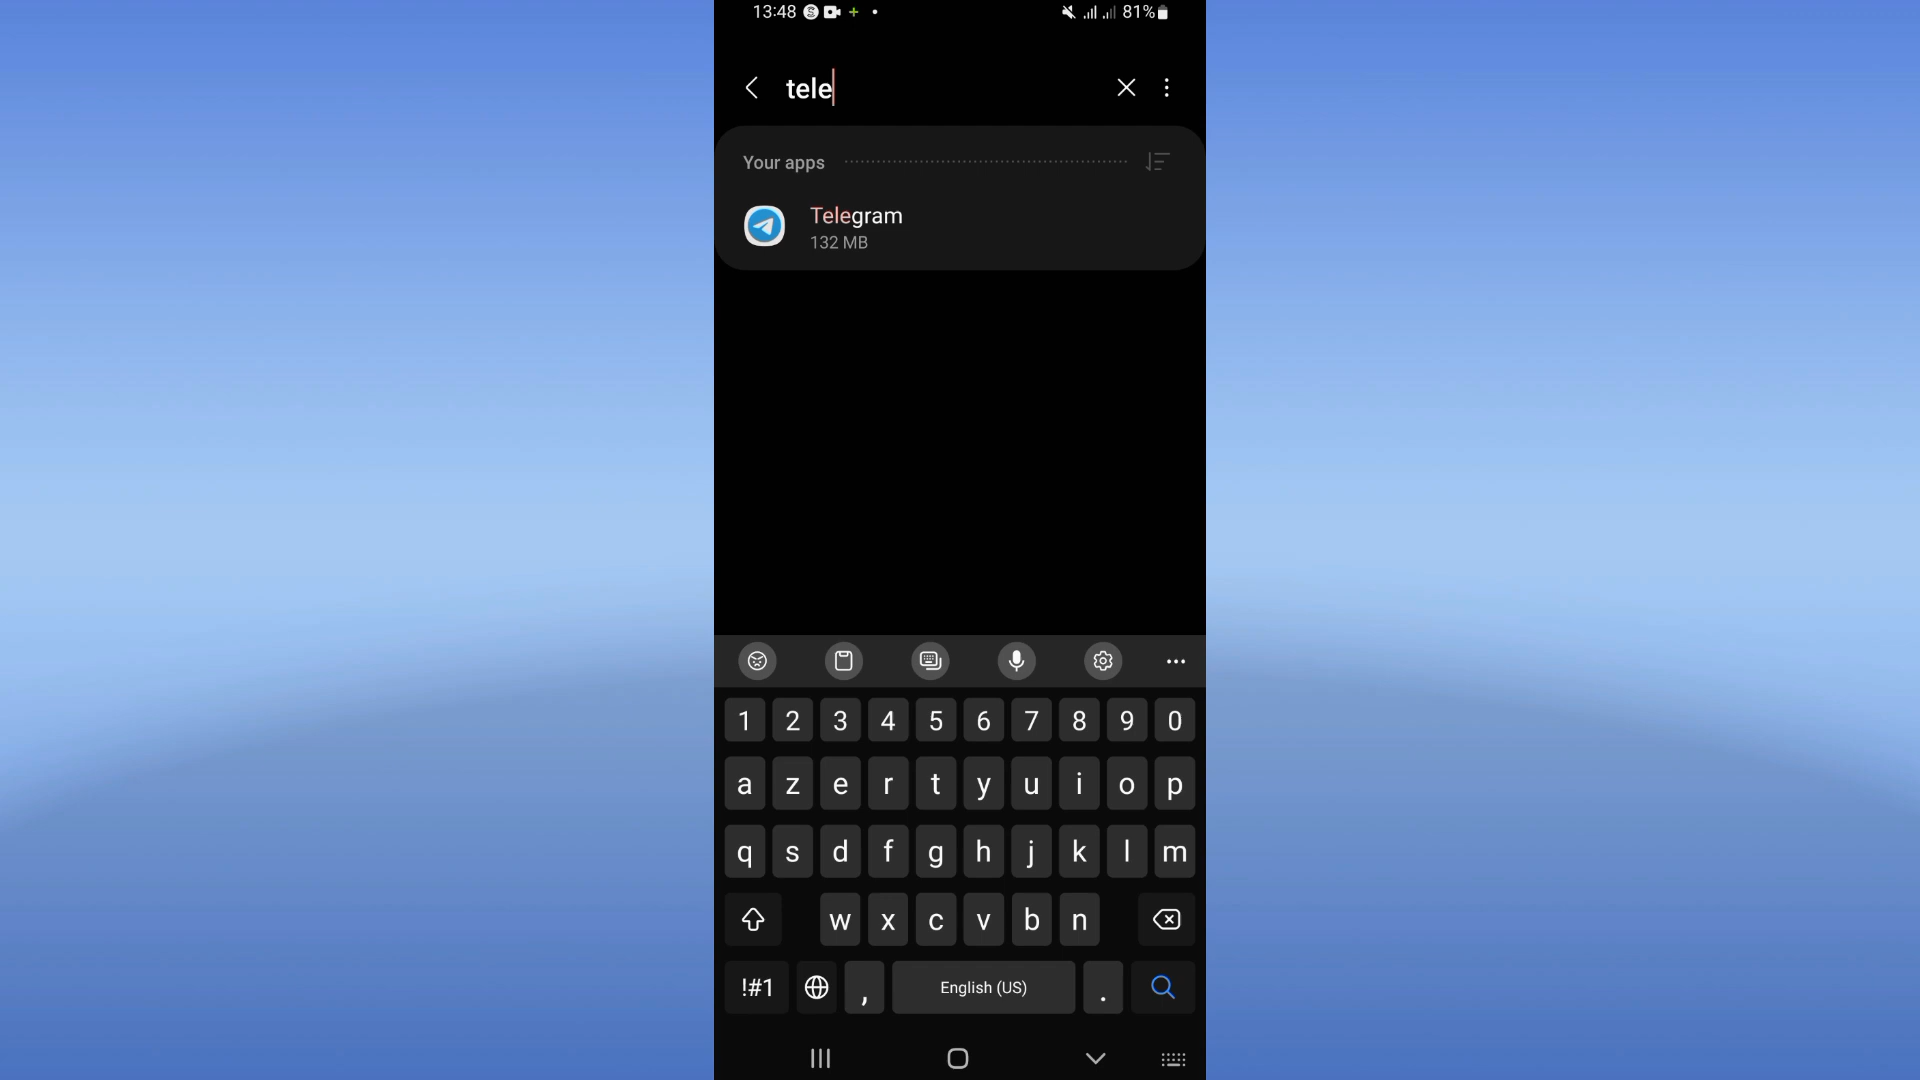 13:48 81%
tele
Your apps
Telegram
132 MB
1 2 3 4 5 6 7 8 9 0
a z e r t y u i o p
q s d f g h j k l m
w x c v b n
!#1 , English (US) .